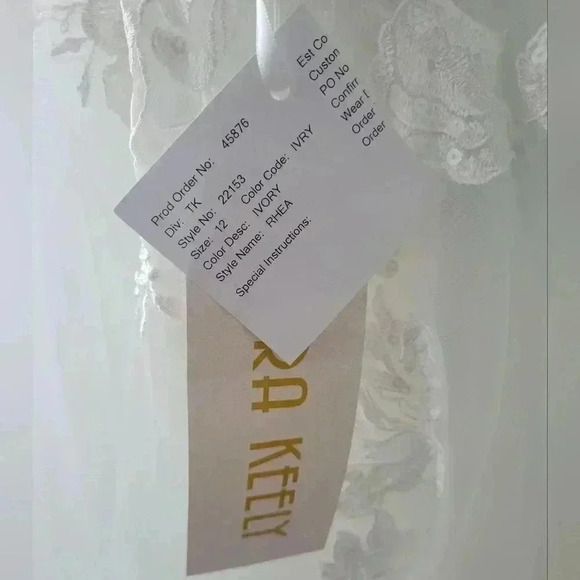 Prod Order No: 45876
Div: TK
Style No: 22153
Size: 12 Color Code: IVRY
Color Desc: IVORY
Style Name: RHEA
Special Instructions:
Est Co
Custom
PO No
Confirr
Wear I
Order
Order
RA KEELY